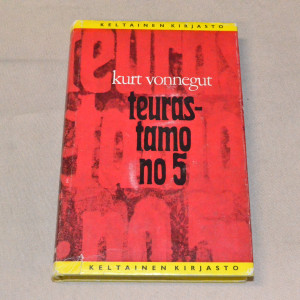 KELTAINEN KIRJASTO
kurt vonnegut
teuras-
tamo
no 5
KELTAINEN KIRJASTO